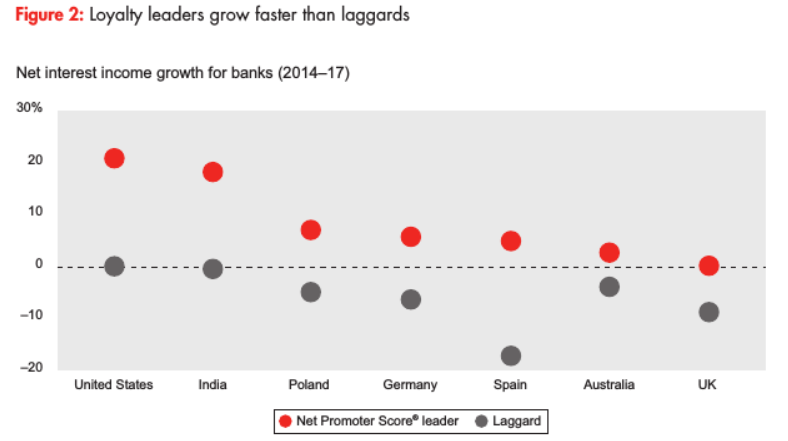 Figure 2: Loyalty leaders grow faster than laggards
Net interest income growth for banks (2014–17)
30%
20
10
0
–10
–20
United States India Poland Germany Spain Australia UK
Net Promoter Score® leader Laggard